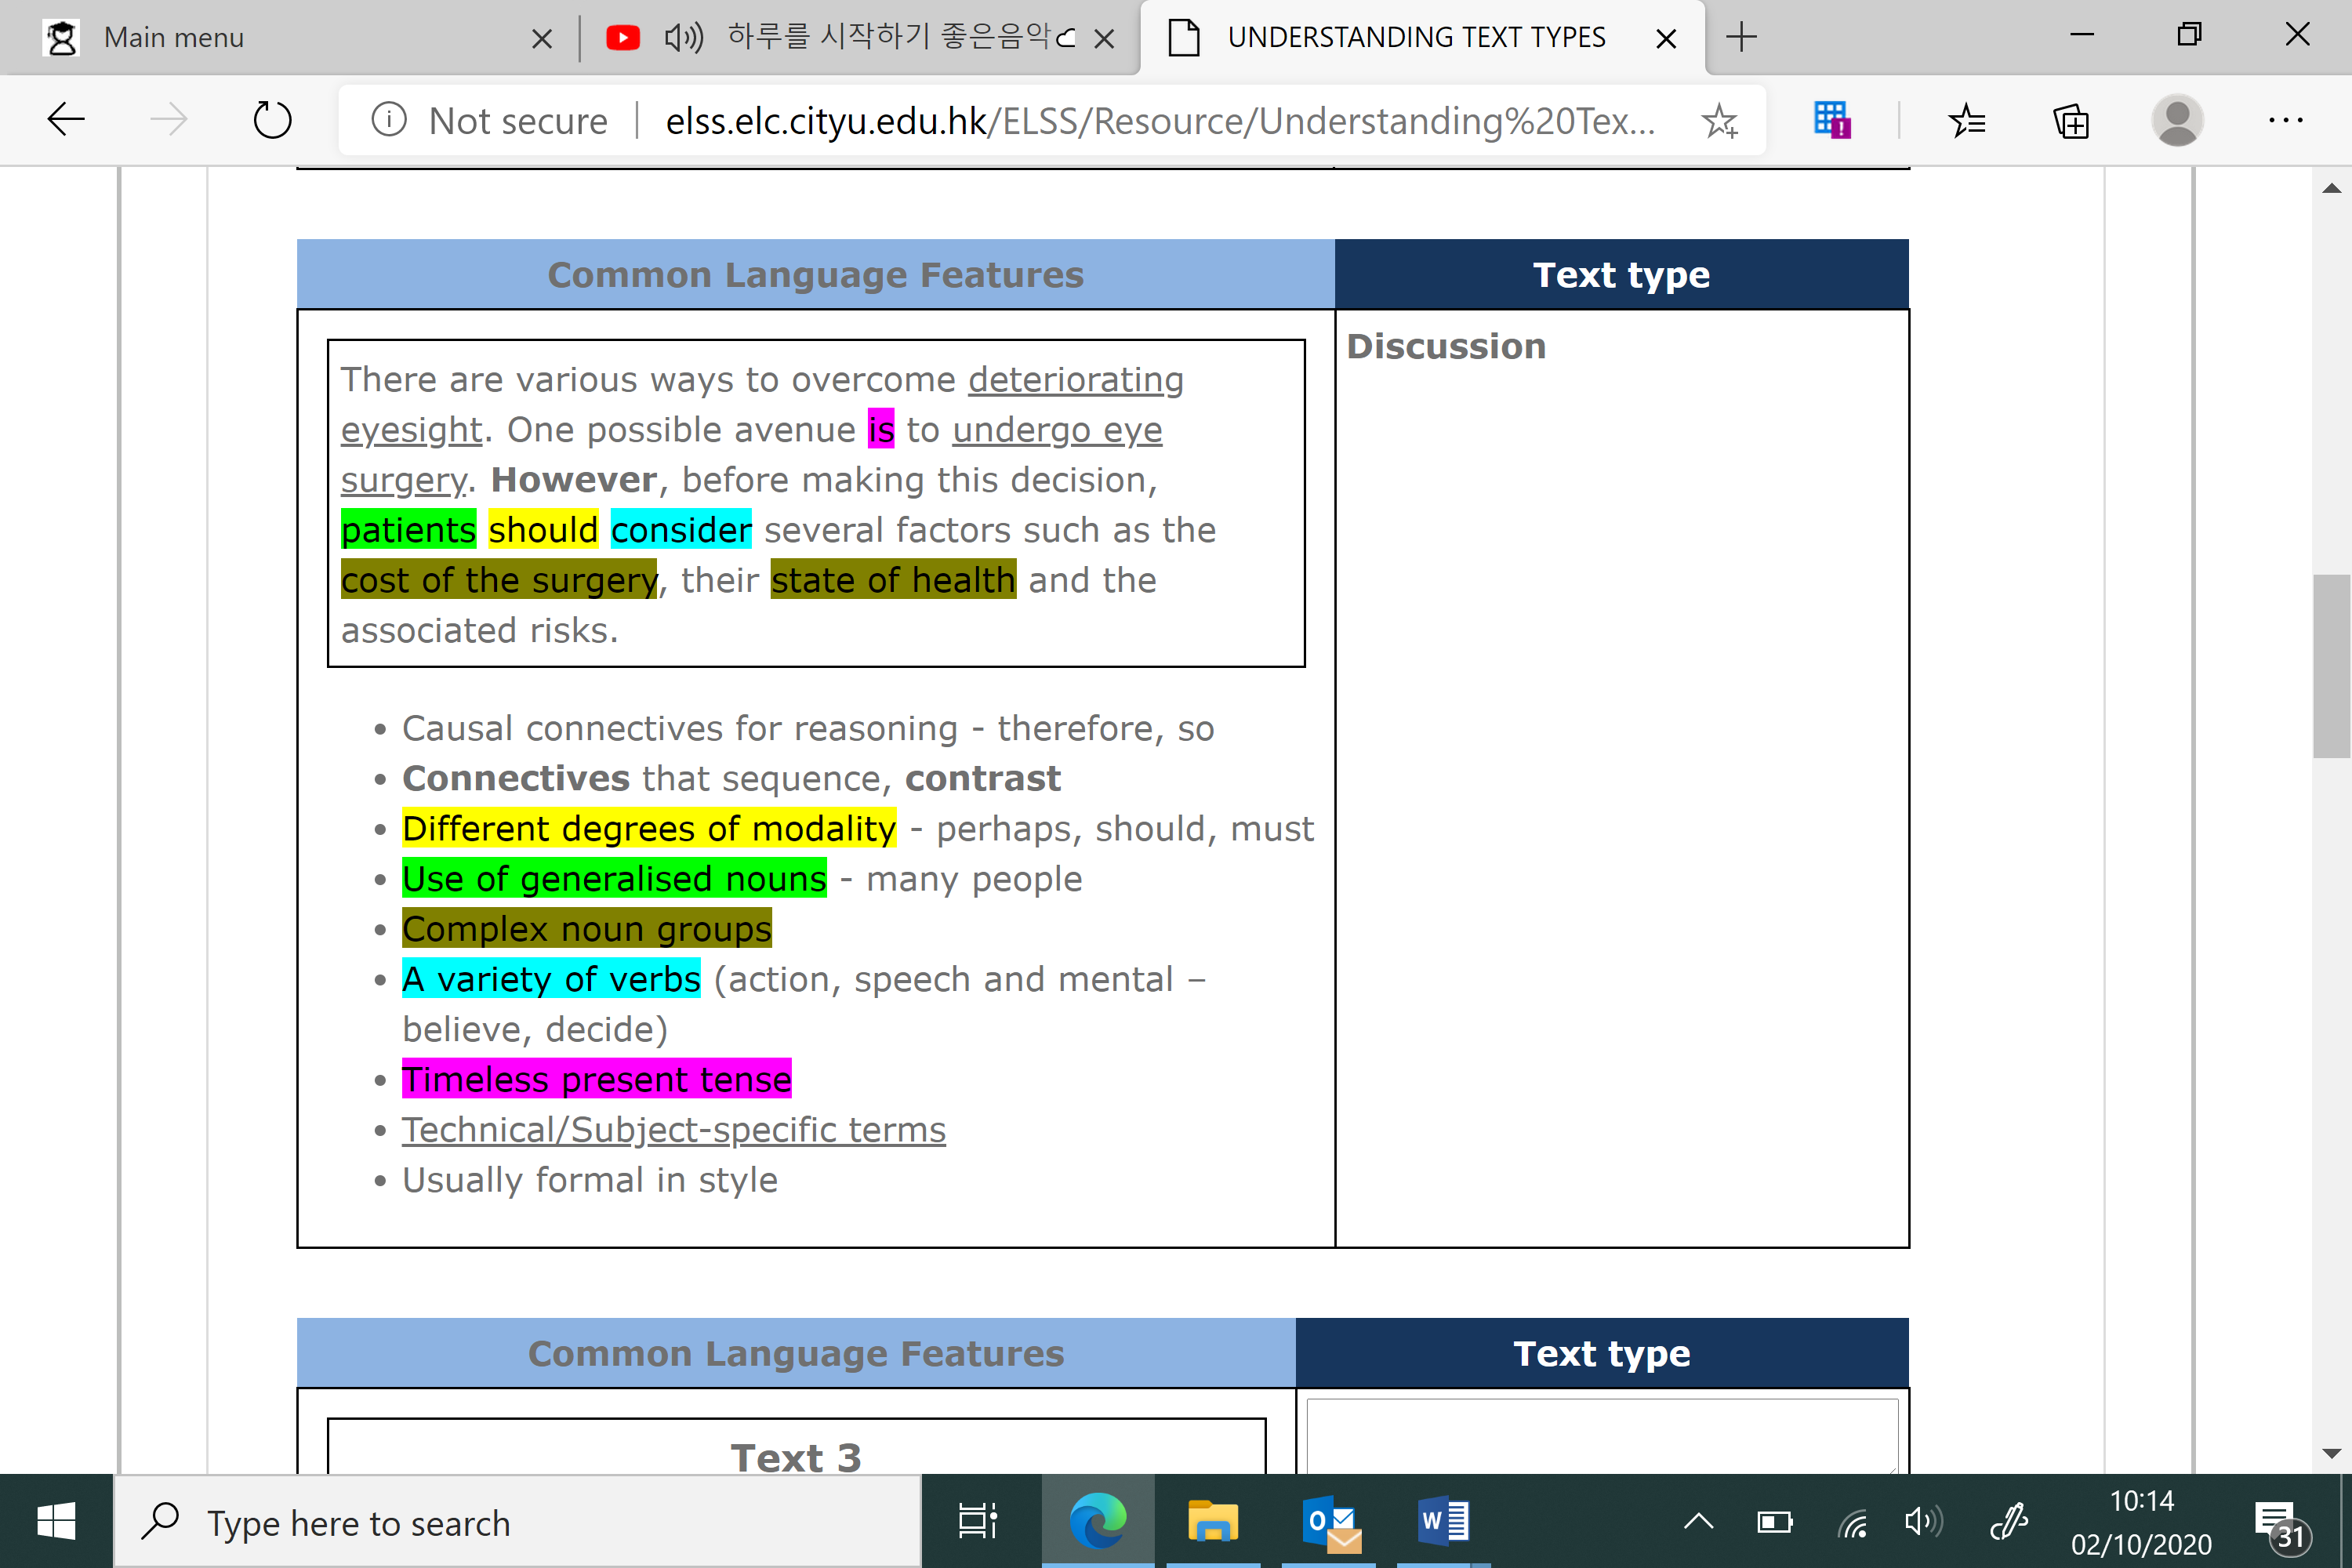 Main menu
하루를 시작하기 좋은음악
UNDERSTANDING TEXT TYPES
Not secure
elss.elc.cityu.edu.hk/ELSS/Resource/Understanding%20Tex...
Common Language Features
Text type
There are various ways to overcome deteriorating
eyesight. One possible avenue is to undergo eye
surgery. However, before making this decision,
patients should consider several factors such as the
cost of the surgery, their state of health and the
associated risks.
Discussion
• Causal connectives for reasoning - therefore, so
• Connectives that sequence, contrast
• Different degrees of modality - perhaps, should, must
• Use of generalised nouns - many people
• Complex noun groups
• A variety of verbs (action, speech and mental –
believe, decide)
• Timeless present tense
• Technical/Subject-specific terms
• Usually formal in style
Common Language Features
Text type
Text 3
Type here to search
10:14
02/10/2020
31